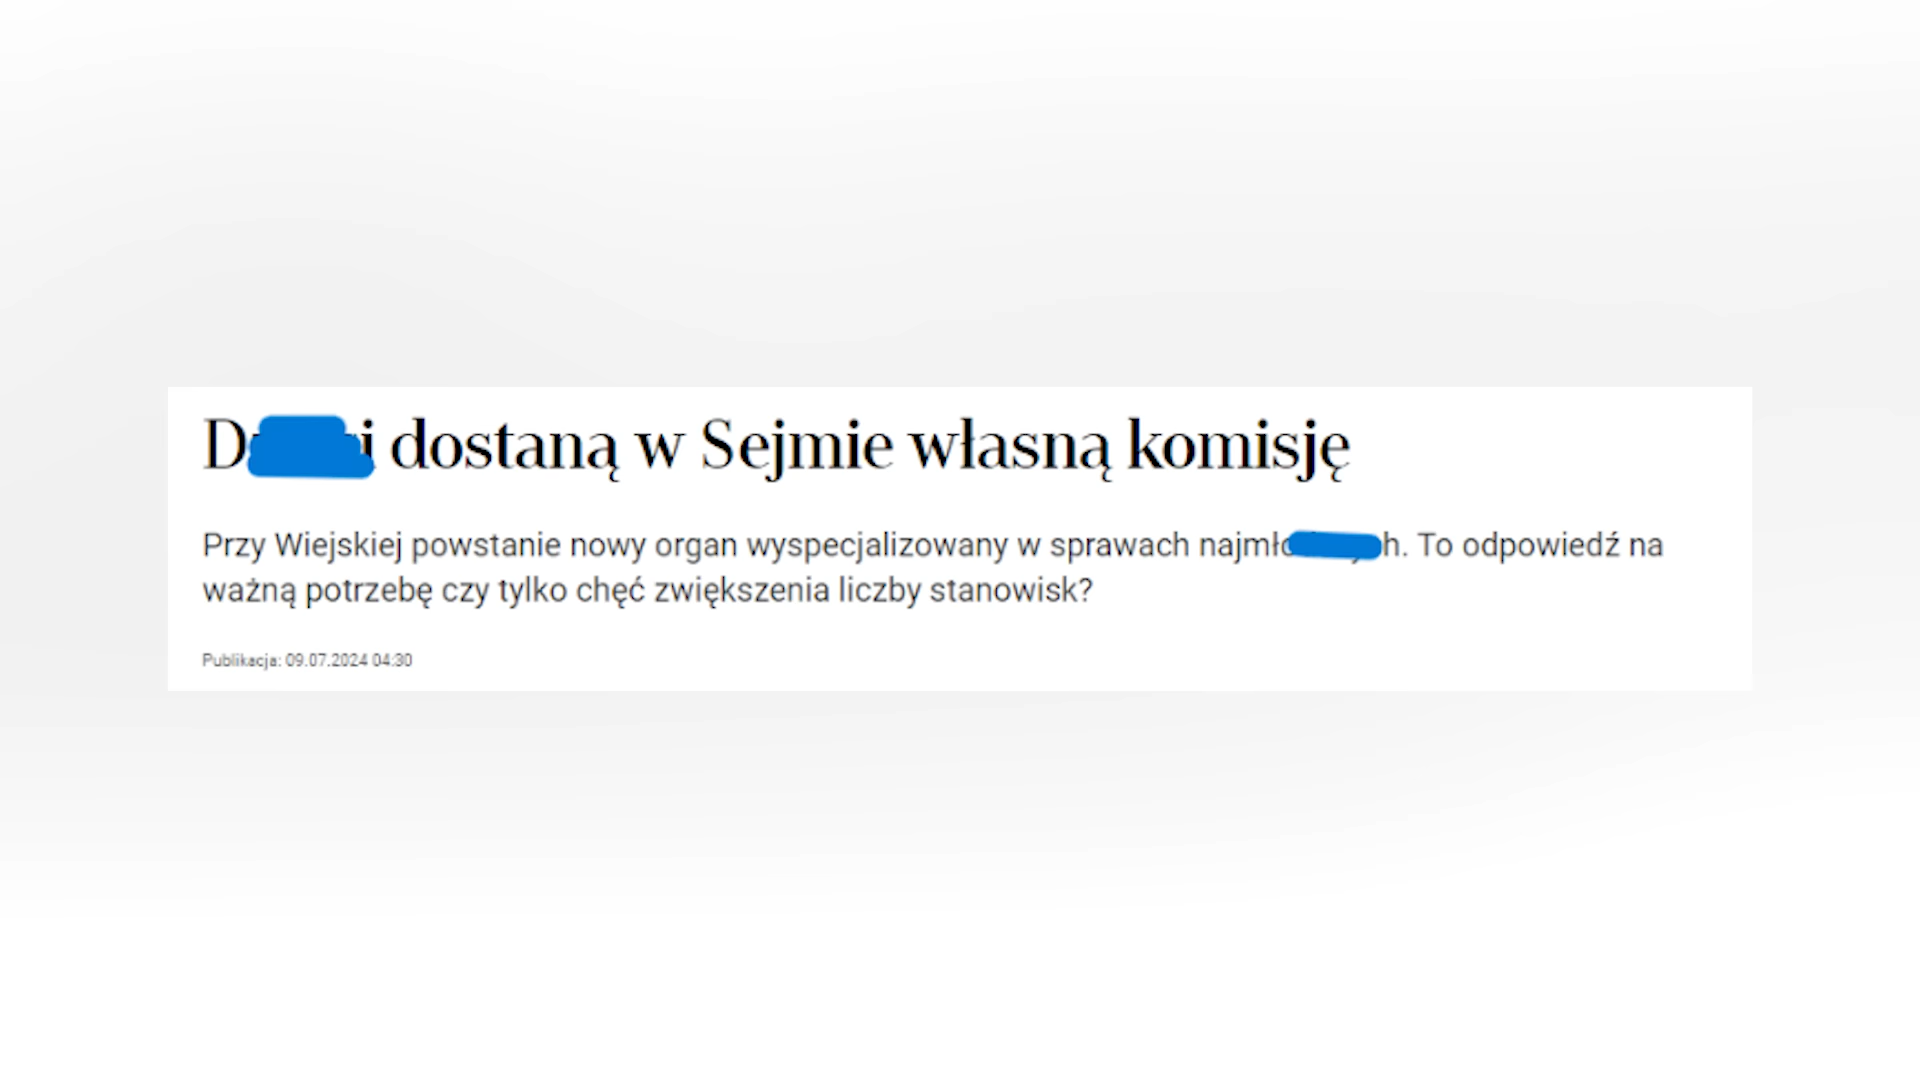 dostaną w Sejmie własną komisję
Przy Wiejskiej powstanie nowy organ wyspecjalizowany w sprawach To odpowiedź na
ważną potrzebę czy tylko chęć zwiększenia liczby stanowisk?
Publikacja: 09.07.2024 04:30